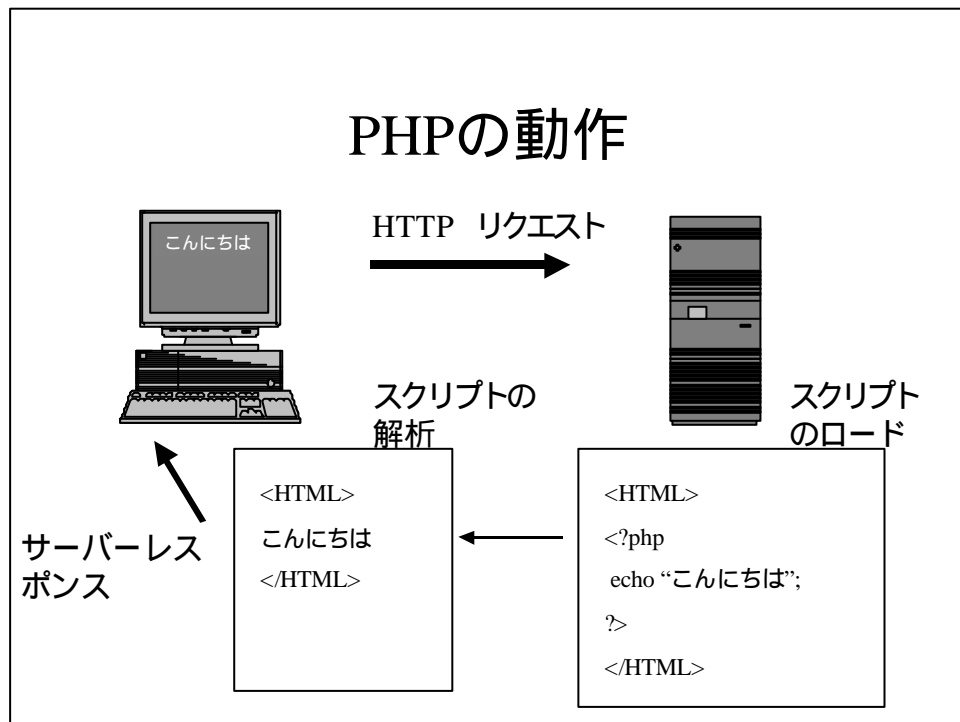 PHPの動作
こんにちは
HTTP リクエスト
スクリプトの
解析
スクリプト
のロード
サーバーレス
ポンス
<HTML>
こんにちは
</HTML>
<HTML>
<?php
echo “こんにちは”;
?>
</HTML>